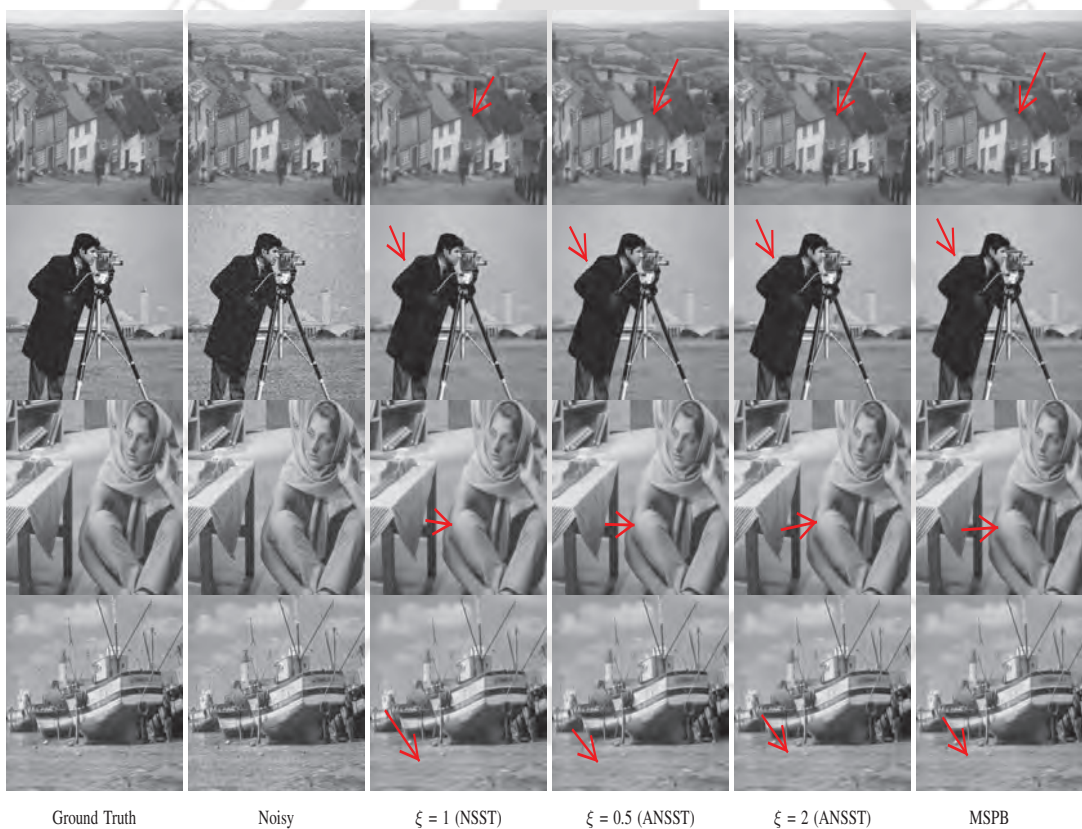 Ground Truth Noisy ξ = 1 (NSST) ξ = 0.5 (ANSST) ξ = 2 (ANSST) MSPB